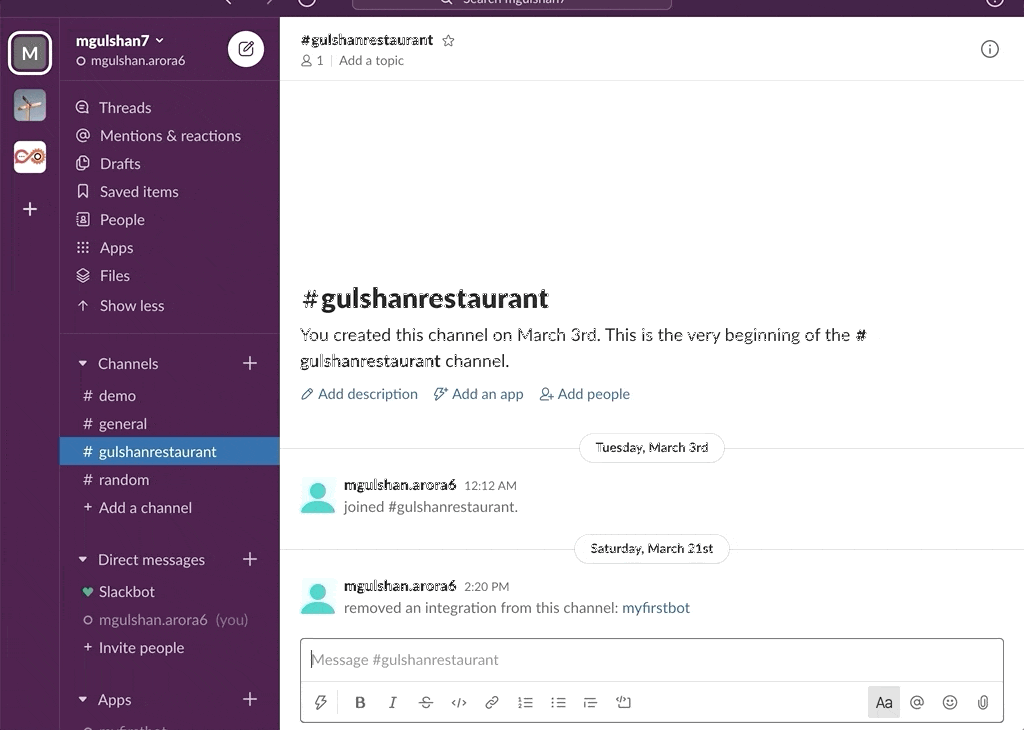 Search mgulshan7
M
mgulshan7
mgulshan.arora6
Threads
Mentions & reactions
Drafts
Saved items
People
Apps
Files
Show less
Channels
# demo
# general
# gulshanrestaurant
# random
+ Add a channel
Direct messages
Slackbot
mgulshan.arora6 (you)
+ Invite people
Apps
myfirstbot
#gulshanrestaurant
1 | Add a topic
#gulshanrestaurant
You created this channel on March 3rd. This is the very beginning of the #
gulshanrestaurant channel.
Add description Add an app Add people
Tuesday, March 3rd
mgulshan.arora6 12:12 AM
joined #gulshanrestaurant.
Saturday, March 21st
mgulshan.arora6 2:20 PM
removed an integration from this channel: myfirstbot
Message #gulshanrestaurant
B I S </> Aa @